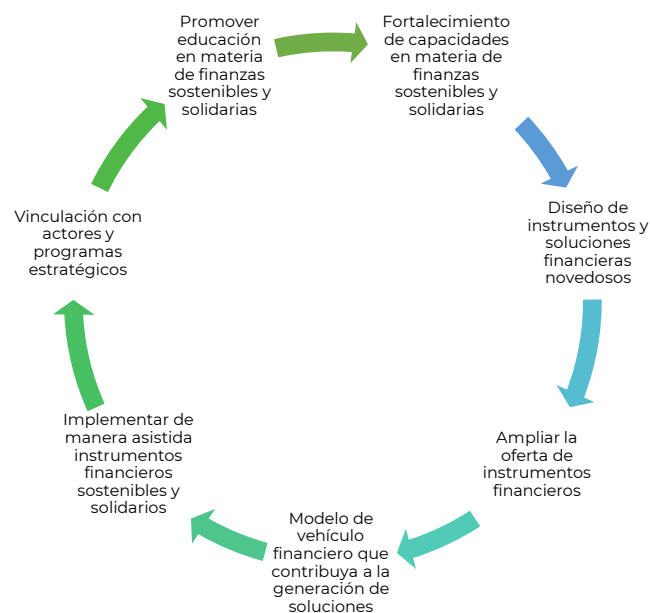 Promover
educación
en materia
de finanzas
sostenibles y
solidarias
Fortalecimiento
de capacidades
en materia de
finanzas
sostenibles y
solidarias
Diseño de
instrumentos y
soluciones
financieras
novedosos
Ampliar la
oferta de
instrumentos
financieros
Modelo de
vehículo
financiero que
contribuya a la
generación de
soluciones
Implementar de
manera asistida
instrumentos
financieros
sostenibles y
solidarios
Vinculación con
actores y
programas
estratégicos